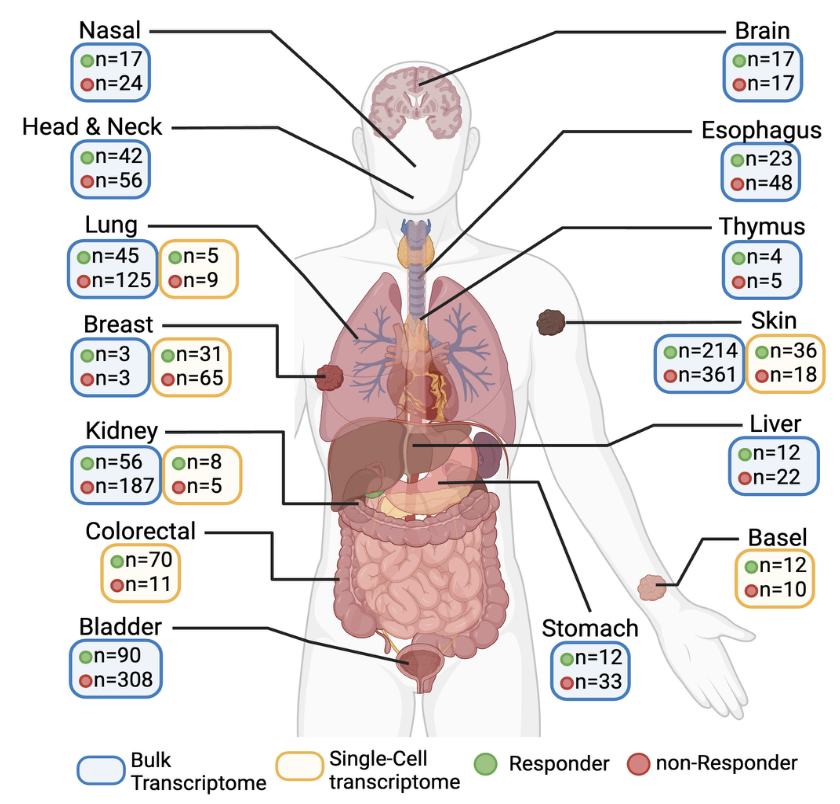 Nasal
n=17
n=24
Brain
n=17
n=17
Head & Neck
n=42
n=56
Esophagus
n=23
n=48
Lung
n=45 n=5
n=125 n=9
Thymus
n=4
n=5
Breast
n=3 n=31
n=3 n=65
Skin
n=214 n=36
n=361 n=18
Kidney
n=56 n=8
n=187 n=5
Liver
n=12
n=22
Colorectal
n=70
n=11
Basel
n=12
n=10
Bladder
n=90
n=308
Stomach
n=12
n=33
Bulk
Transcriptome
Single-Cell
transcriptome
Responder
non-Responder